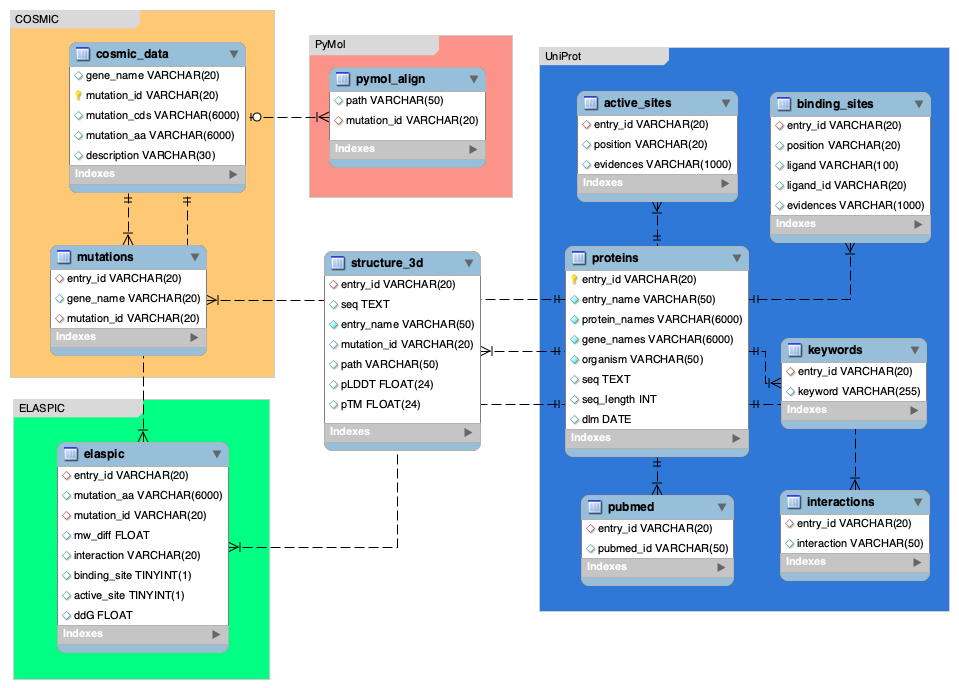 COSMIC
cosmic_data
gene_name VARCHAR(20)
mutation_id VARCHAR(20)
mutation_cds VARCHAR(6000)
mutation_aa VARCHAR(6000)
description VARCHAR(30)
Indexes
mutations
entry_id VARCHAR(20)
gene_name VARCHAR(20)
mutation_id VARCHAR(20)
Indexes
PyMol
pymol_align
path VARCHAR(50)
mutation_id VARCHAR(20)
Indexes
ELASPIC
elaspic
entry_id VARCHAR(20)
mutation_aa VARCHAR(6000)
mutation_id VARCHAR(20)
mw_diff FLOAT
interaction VARCHAR(20)
binding_site TINYINT(1)
active_site TINYINT(1)
ddG FLOAT
Indexes
structure_3d
entry_id VARCHAR(20)
seq TEXT
entry_name VARCHAR(50)
mutation_id VARCHAR(20)
path VARCHAR(50)
pLDDT FLOAT(24)
pTM FLOAT(24)
Indexes
UniProt
active_sites
entry_id VARCHAR(20)
position VARCHAR(20)
evidences VARCHAR(1000)
Indexes
binding_sites
entry_id VARCHAR(20)
position VARCHAR(20)
ligand VARCHAR(100)
ligand_id VARCHAR(20)
evidences VARCHAR(1000)
Indexes
proteins
entry_id VARCHAR(20)
entry_name VARCHAR(50)
protein_names VARCHAR(6000)
gene_names VARCHAR(6000)
organism VARCHAR(50)
seq TEXT
seq_length INT
dlm DATE
Indexes
keywords
entry_id VARCHAR(20)
keyword VARCHAR(255)
Indexes
pubmed
entry_id VARCHAR(20)
pubmed_id VARCHAR(50)
Indexes
interactions
entry_id VARCHAR(20)
interaction VARCHAR(50)
Indexes